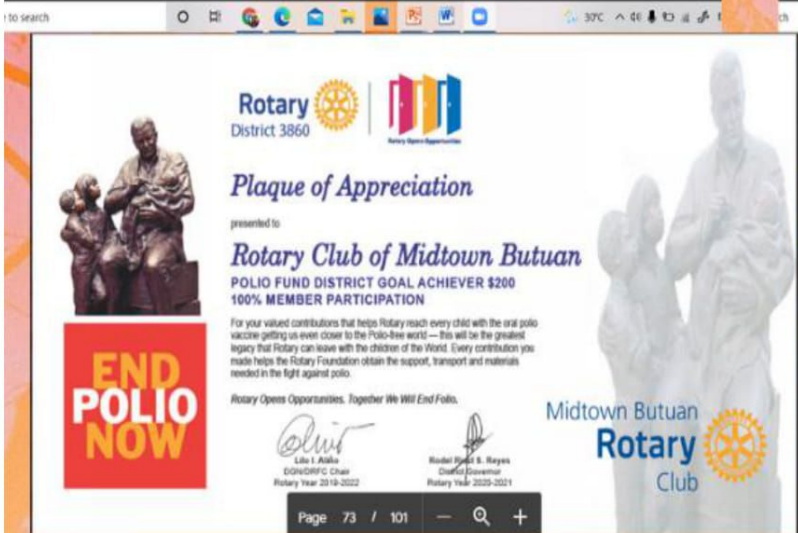 e to search
30°C
ch
Rotary
District 3860
Rotary Opens Opportunities
Plaque of Appreciation
presented to
Rotary Club of Midtown Butuan
POLIO FUND DISTRICT GOAL ACHIEVER $200
100% MEMBER PARTICIPATION
For your valued contributions that helps Rotary reach every child with the oral polio
vaccine getting us even closer to the Polio-free world — this will be the greatest
legacy that Rotary can leave with the children of the World. Every contribution you
made helps the Rotary Foundation obtain the support, transport and materials
needed in the fight against polio.
Rotary Opens Opportunities. Together We Will End Polio.
END
POLIO
NOW
Chair
Rotary Year 2019-2022
Rodel S. Reyes
District Governor
Rotary Year 2020-2021
Midtown Butuan
Rotary
Club
Page 73 / 101